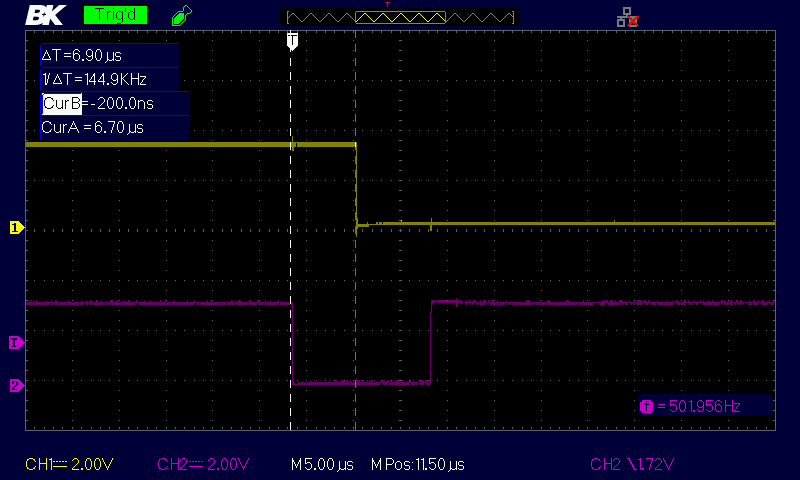 BK Trig'd
T
ΔT=6.90µs
1/ΔT=144.9KHz
CurB=-200.0ns
CurA=6.70µs
1
T
2
f = 501.956Hz
CH1 2.00V CH2 2.00V M5.00µs M Pos:11.50µs CH2 1.72V